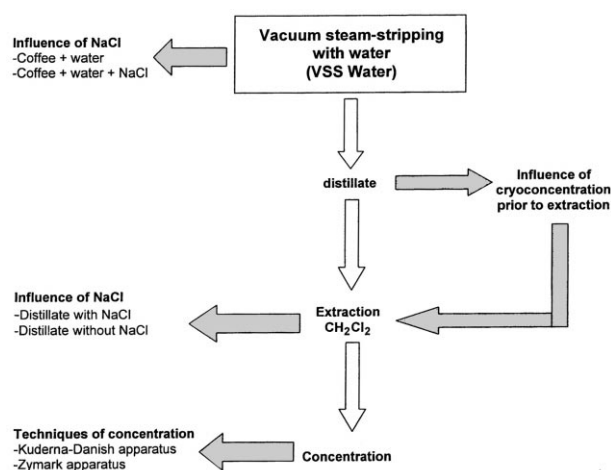 Influence of NaCl
-Coffee + water
-Coffee + water + NaCl
Vacuum steam-stripping
with water
(VSS Water)
distillate
Influence of
cryoconcentration
prior to extraction
Influence of NaCl
-Distillate with NaCl
-Distillate without NaCl
Extraction
CH₂Cl₂
Techniques of concentration
-Kuderna-Danish apparatus
-Zymark apparatus
Concentration